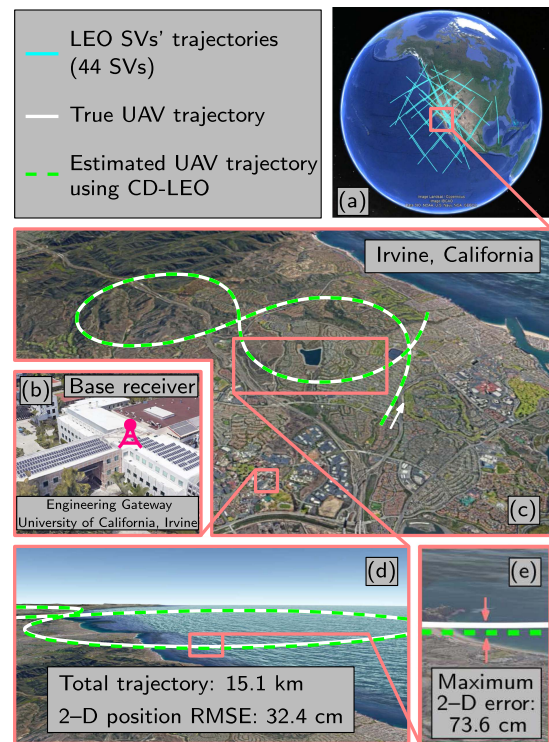 LEO SVs' trajectories
(44 SVs)
True UAV trajectory
Estimated UAV trajectory
using CD-LEO
(a)
Irvine, California
(b)
Base receiver
Engineering Gateway
University of California, Irvine
(c)
(d)
Total trajectory: 15.1 km
2–D position RMSE: 32.4 cm
(e)
Maximum
2–D error:
73.6 cm